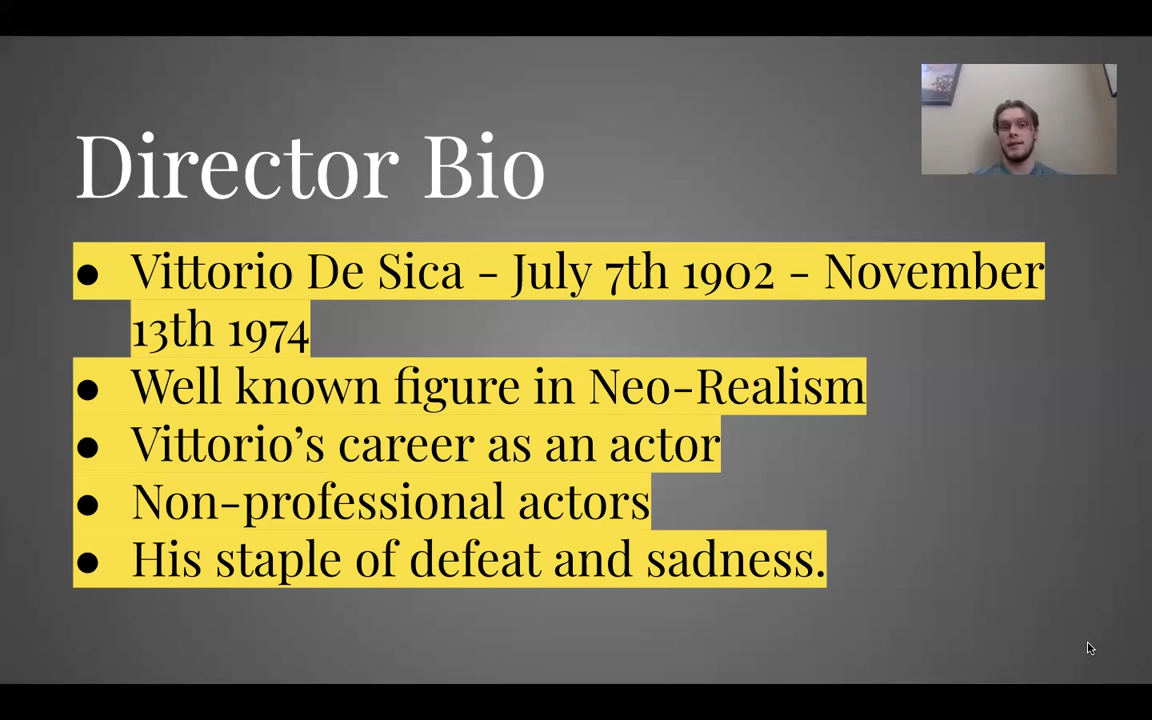 Director Bio
● Vittorio De Sica - July 7th 1902 - November
13th 1974
● Well known figure in Neo-Realism
● Vittorio’s career as an actor
● Non-professional actors
● His staple of defeat and sadness.